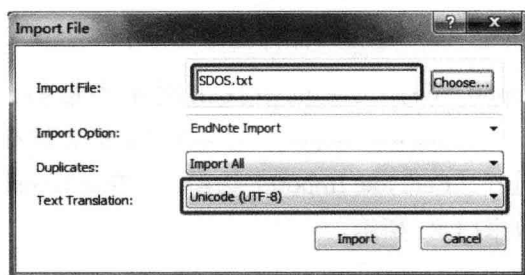 Import File
Import File: SDOS.txt Choose...
Import Option: EndNote Import
Duplicates: Import All
Text Translation: Unicode (UTF-8)
Import Cancel